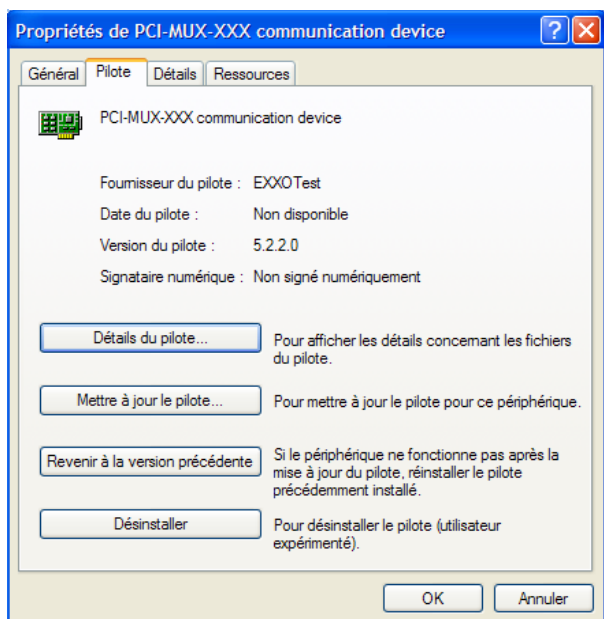 Propriétés de PCI-MUX-XXX communication device
Général Pilote Détails Ressources
PCI-MUX-XXX communication device
Fournisseur du pilote : EXXOTest
Date du pilote : Non disponible
Version du pilote : 5.2.2.0
Signataire numérique : Non signé numériquement
Détails du pilote...
Pour afficher les détails concernant les fichiers
du pilote.
Mettre à jour le pilote...
Pour mettre à jour le pilote pour ce périphérique.
Revenir à la version précédente
Si le périphérique ne fonctionne pas après la
mise à jour du pilote, réinstaller le pilote
précédemment installé.
Désinstaller
Pour désinstaller le pilote (utilisateur
expérimenté).
OK Annuler